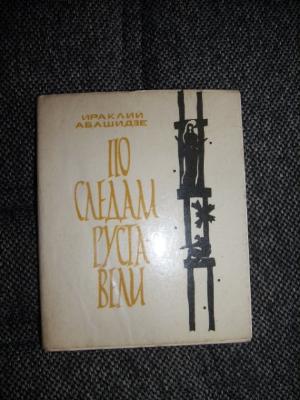 ИРАКЛИЙ
АБАШИДЗЕ
ПО
СЛЕДАМ
РУСТА-
ВЕЛИ